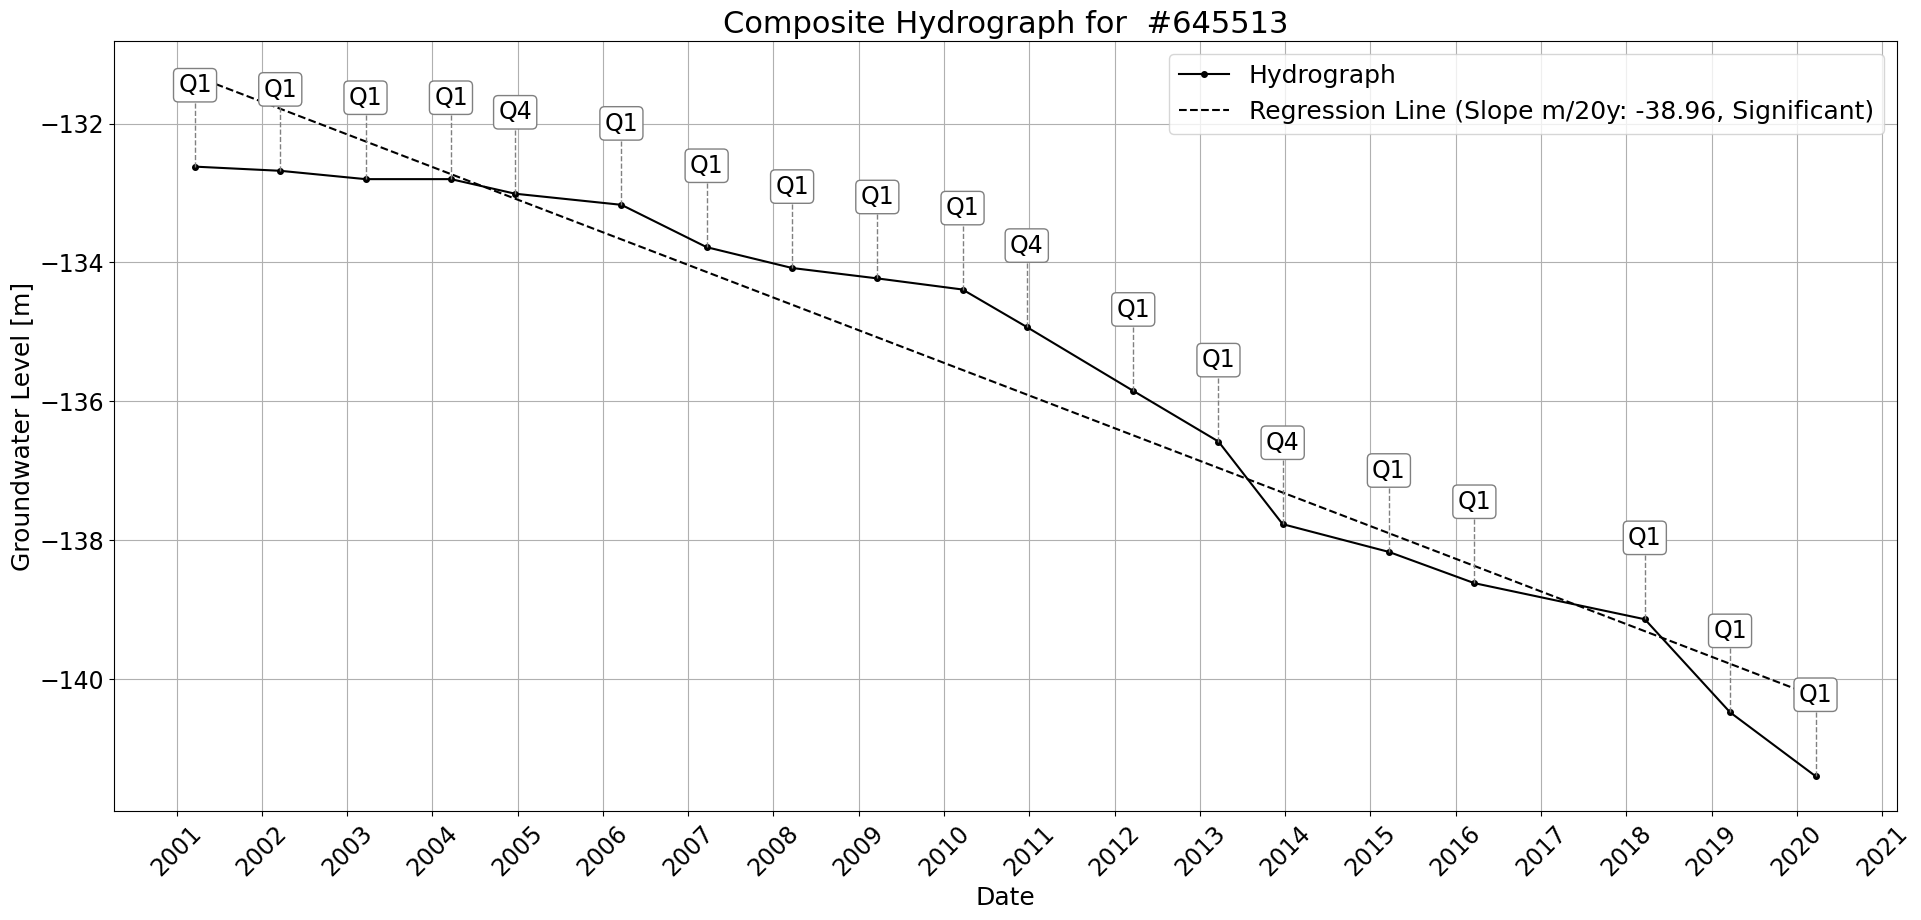 Composite Hydrograph for  #645513
Hydrograph
Regression Line (Slope m/20y: -38.96, Significant)
Q1
Q1
Q1
Q1
Q4
Q1
Q1
Q1
Q1
Q1
Q4
Q1
Q1
Q4
Q1
Q1
Q1
Q1
Q1
Groundwater Level [m]
−132
−134
−136
−138
−140
2001
2002
2003
2004
2005
2006
2007
2008
2009
2010
2011
2012
2013
2014
2015
2016
2017
2018
2019
2020
2021
Date